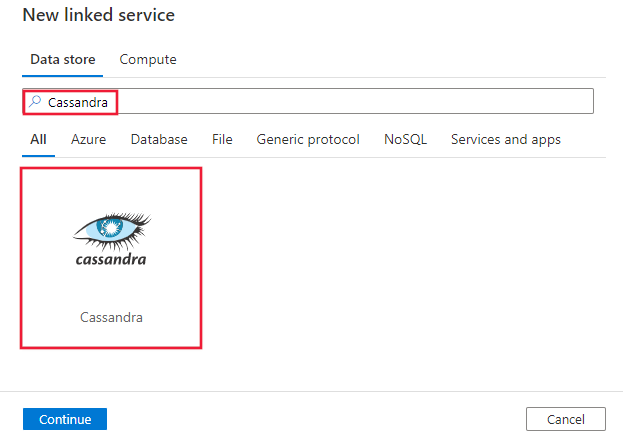 New linked service
Data store Compute
Cassandra
All Azure Database File Generic protocol NoSQL Services and apps
cassandra
Cassandra
Continue Cancel